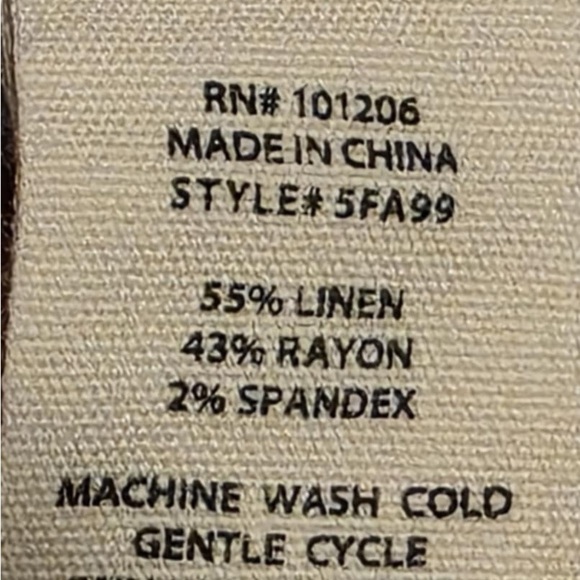 RN# 101206
MADE IN CHINA
STYLE# 5FA99
55% LINEN
43% RAYON
2% SPANDEX
MACHINE WASH COLD
GENTLE CYCLE